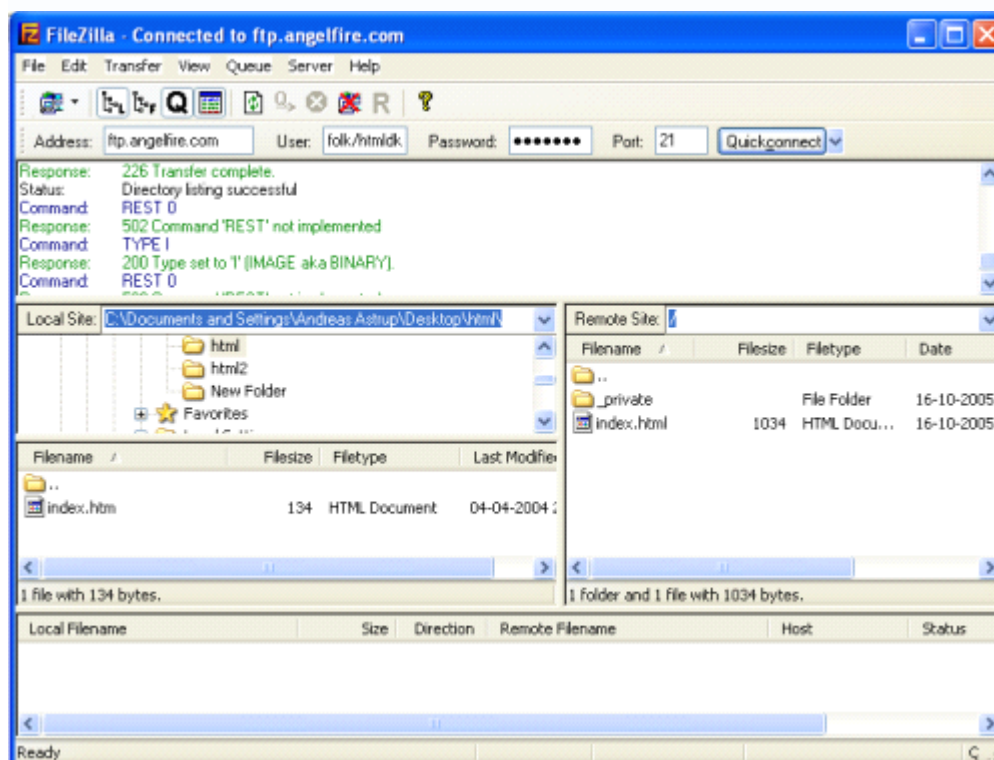 FileZilla - Connected to ftp.angelfire.com
File Edit Transfer View Queue Server Help
Address: ftp.angelfire.com User: folk/htmldk Password: ●●●●●●● Port: 21 Quickconnect
Response: 226 Transfer complete.
Status: Directory listing successful
Command: REST 0
Response: 502 Command 'REST' not implemented
Command: TYPE I
Response: 200 Type set to 'I' (IMAGE aka BINARY).
Command: REST 0
Local Site: C:\Documents and Settings\Andreas Astrup\Desktop\html\
html
html2
New Folder
Favorites
Filename / Filesize Filetype Last Modifie
..
index.htm 134 HTML Document 04-04-2004
1 file with 134 bytes.
Remote Site: /
Filename / Filesize Filetype Date
..
_private File Folder 16-10-2005
index.html 1034 HTML Docu... 16-10-2005
1 folder and 1 file with 1034 bytes.
Local Filename Size Direction Remote Filename Host Status
Ready